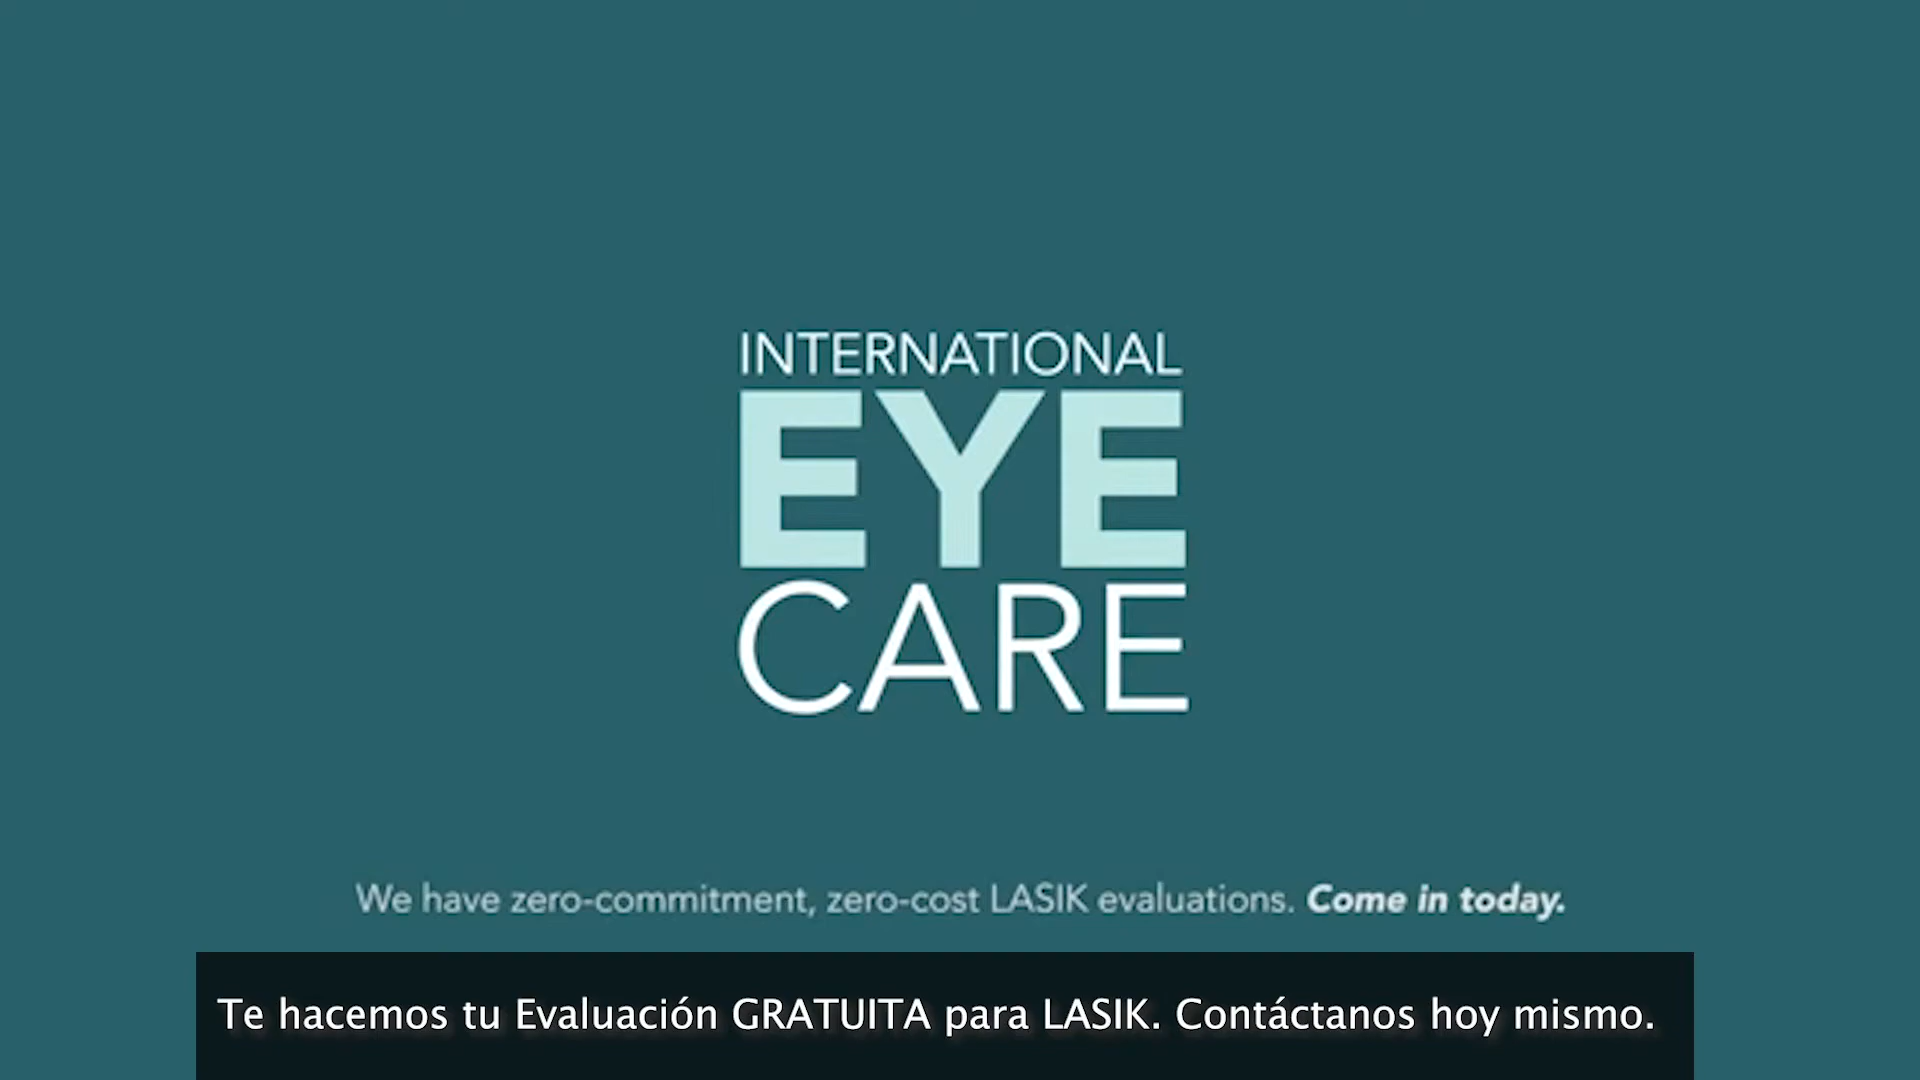 INTERNATIONAL
EYE
CARE
We have zero-commitment, zero-cost LASIK evaluations. Come in today.
Te hacemos tu Evaluación GRATUITA para LASIK. Contáctanos hoy mismo.